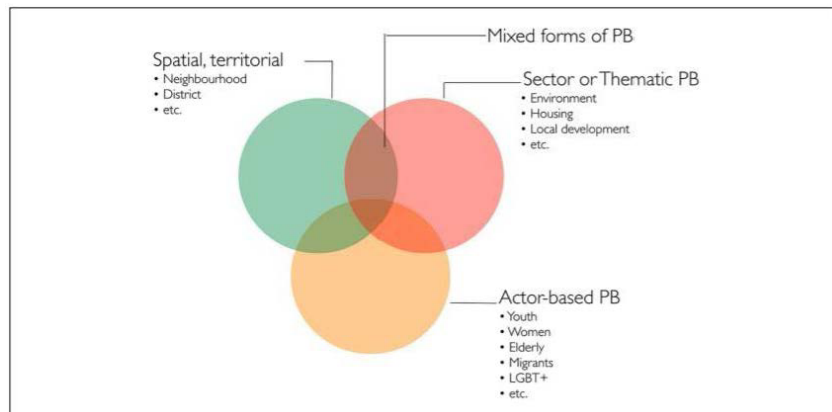 Mixed forms of PB
Spatial, territorial
• Neighbourhood
• District
• etc.
Sector or Thematic PB
• Environment
• Housing
• Local development
• etc.
Actor-based PB
• Youth
• Women
• Elderly
• Migrants
• LGBT+
• etc.